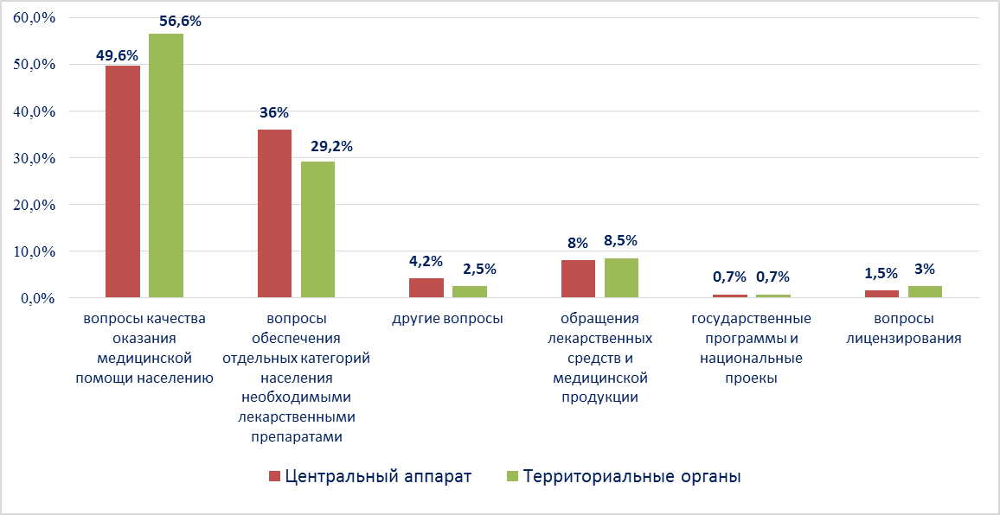 60,0%
50,0%
40,0%
30,0%
20,0%
10,0%
0,0%
49,6%
56,6%
36%
29,2%
4,2%
2,5%
8%
8,5%
0,7%
0,7%
1,5%
3%
вопросы качества
оказания
медицинской
помощи населению
вопросы
обеспечения
отдельных категорий
населения
необходимыми
лекарственными
препаратами
другие вопросы
обращения
лекарственных
средств и
медицинской
продукции
государственные
программы и
национальные
проекы
вопросы
лицензирования
Центральный аппарат
Территориальные органы